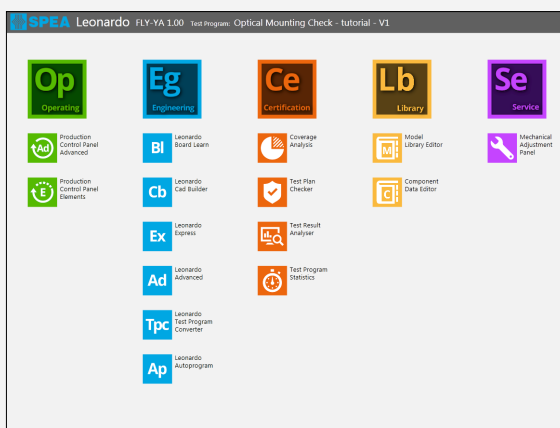 SPEA Leonardo FLY-YA 1.00 Test Program: Optical Mounting Check - tutorial - V1
Op
Operating
Ad
Production
Control Panel
Advanced
E
Production
Control Panel
Elements
Eg
Engineering
Bl
Leonardo
Board Learn
Cb
Leonardo
Cad Builder
Ex
Leonardo
Express
Ad
Leonardo
Advanced
Tpc
Leonardo
Test Program
Converter
Ap
Leonardo
Autoprogram
Ce
Certification
Coverage
Analysis
Test Plan
Checker
Test Result
Analyser
Test Program
Statistics
Lb
Library
M
Model
Library Editor
C
Component
Data Editor
Se
Service
Mechanical
Adjustment
Panel